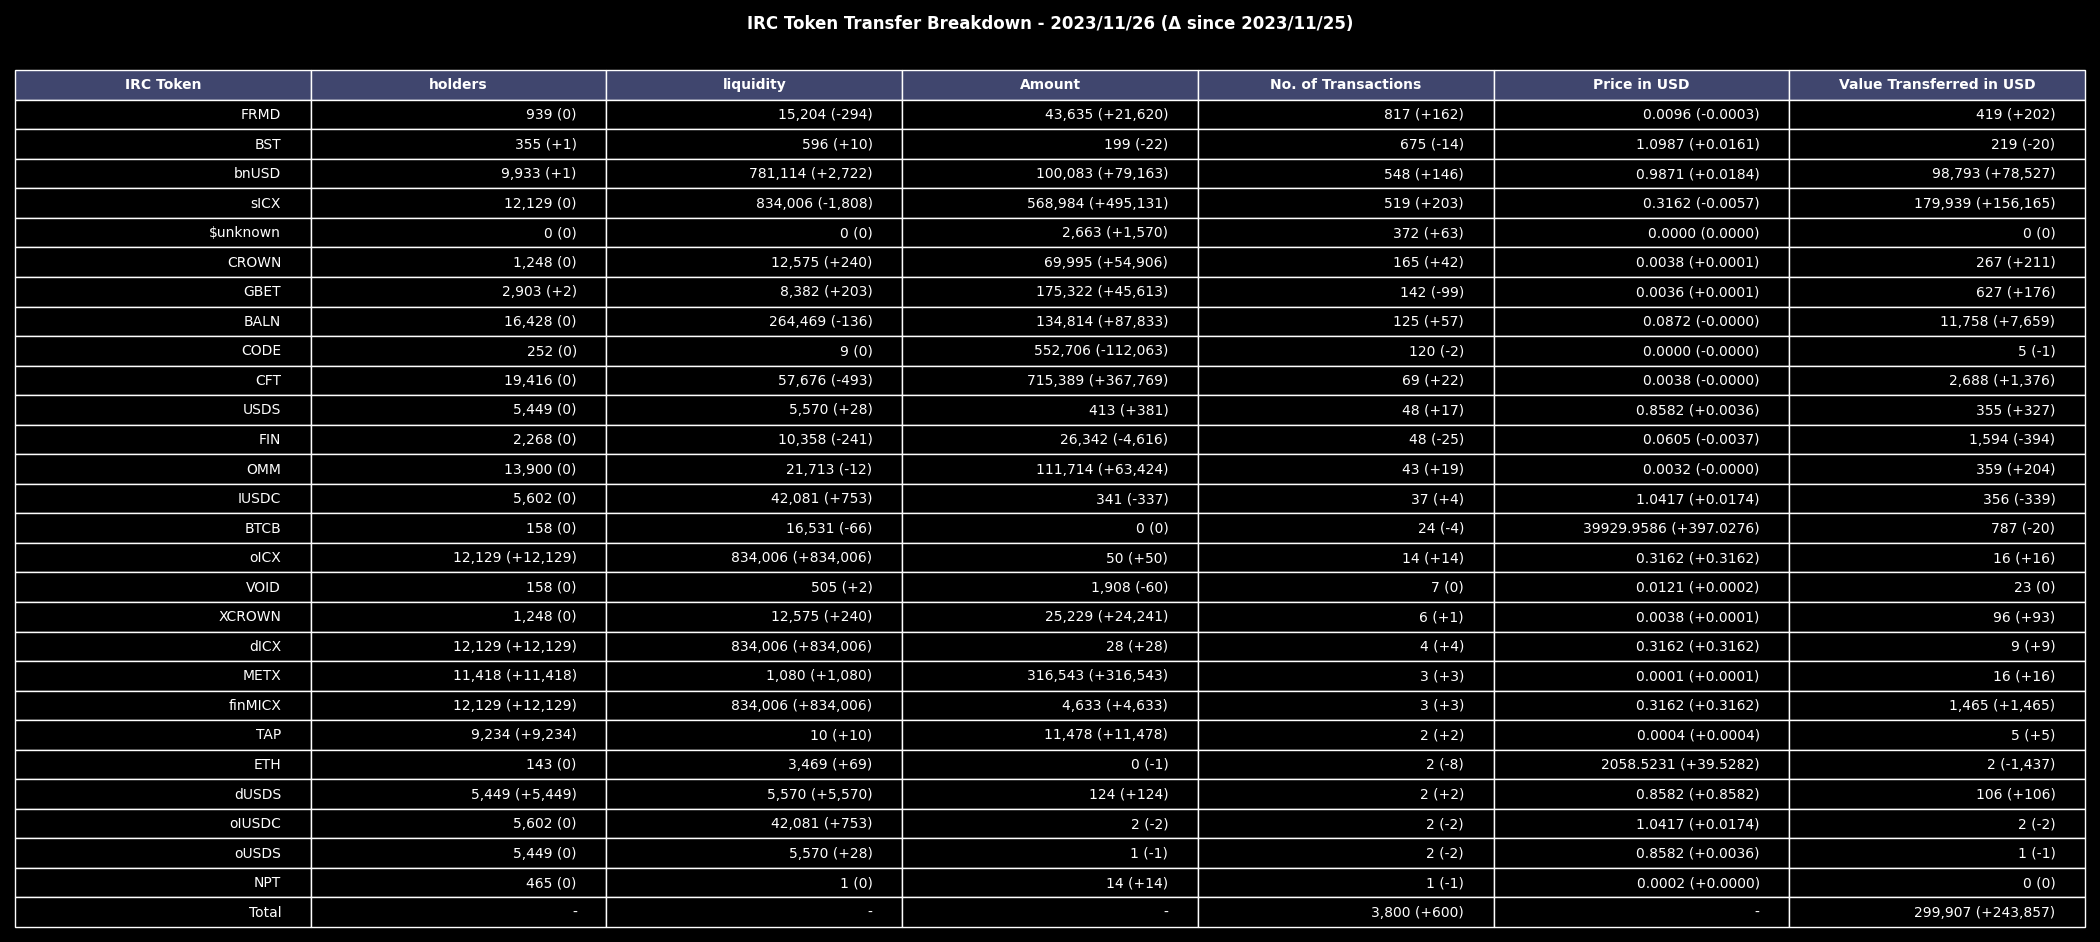 IRC Token Transfer Breakdown - 2023/11/26 (Δ since 2023/11/25)
IRC Token holders liquidity Amount No. of Transactions Price in USD Value Transferred in USD
FRMD 939 (0) 15,204 (-294) 43,635 (+21,620) 817 (+162) 0.0096 (-0.0003) 419 (+202)
BST 355 (+1) 596 (+10) 199 (-22) 675 (-14) 1.0987 (+0.0161) 219 (-20)
bnUSD 9,933 (+1) 781,114 (+2,722) 100,083 (+79,163) 548 (+146) 0.9871 (+0.0184) 98,793 (+78,527)
sICX 12,129 (0) 834,006 (-1,808) 568,984 (+495,131) 519 (+203) 0.3162 (-0.0057) 179,939 (+156,165)
$unknown 0 (0) 0 (0) 2,663 (+1,570) 372 (+63) 0.0000 (0.0000) 0 (0)
CROWN 1,248 (0) 12,575 (+240) 69,995 (+54,906) 165 (+42) 0.0038 (+0.0001) 267 (+211)
GBET 2,903 (+2) 8,382 (+203) 175,322 (+45,613) 142 (-99) 0.0036 (+0.0001) 627 (+176)
BALN 16,428 (0) 264,469 (-136) 134,814 (+87,833) 125 (+57) 0.0872 (-0.0000) 11,758 (+7,659)
CODE 252 (0) 9 (0) 552,706 (-112,063) 120 (-2) 0.0000 (-0.0000) 5 (-1)
CFT 19,416 (0) 57,676 (-493) 715,389 (+367,769) 69 (+22) 0.0038 (-0.0000) 2,688 (+1,376)
USDS 5,449 (0) 5,570 (+28) 413 (+381) 48 (+17) 0.8582 (+0.0036) 355 (+327)
FIN 2,268 (0) 10,358 (-241) 26,342 (-4,616) 48 (-25) 0.0605 (-0.0037) 1,594 (-394)
OMM 13,900 (0) 21,713 (-12) 111,714 (+63,424) 43 (+19) 0.0032 (-0.0000) 359 (+204)
IUSDC 5,602 (0) 42,081 (+753) 341 (-337) 37 (+4) 1.0417 (+0.0174) 356 (-339)
BTCB 158 (0) 16,531 (-66) 0 (0) 24 (-4) 39929.9586 (+397.0276) 787 (-20)
oICX 12,129 (+12,129) 834,006 (+834,006) 50 (+50) 14 (+14) 0.3162 (+0.3162) 16 (+16)
VOID 158 (0) 505 (+2) 1,908 (-60) 7 (0) 0.0121 (+0.0002) 23 (0)
XCROWN 1,248 (0) 12,575 (+240) 25,229 (+24,241) 6 (+1) 0.0038 (+0.0001) 96 (+93)
dICX 12,129 (+12,129) 834,006 (+834,006) 28 (+28) 4 (+4) 0.3162 (+0.3162) 9 (+9)
METX 11,418 (+11,418) 1,080 (+1,080) 316,543 (+316,543) 3 (+3) 0.0001 (+0.0001) 16 (+16)
finMICX 12,129 (+12,129) 834,006 (+834,006) 4,633 (+4,633) 3 (+3) 0.3162 (+0.3162) 1,465 (+1,465)
TAP 9,234 (+9,234) 10 (+10) 11,478 (+11,478) 2 (+2) 0.0004 (+0.0004) 5 (+5)
ETH 143 (0) 3,469 (+69) 0 (-1) 2 (-8) 2058.5231 (+39.5282) 2 (-1,437)
dUSDS 5,449 (+5,449) 5,570 (+5,570) 124 (+124) 2 (+2) 0.8582 (+0.8582) 106 (+106)
oIUSDC 5,602 (0) 42,081 (+753) 2 (-2) 2 (-2) 1.0417 (+0.0174) 2 (-2)
oUSDS 5,449 (0) 5,570 (+28) 1 (-1) 2 (-2) 0.8582 (+0.0036) 1 (-1)
NPT 465 (0) 1 (0) 14 (+14) 1 (-1) 0.0002 (+0.0000) 0 (0)
Total - - - 3,800 (+600) - 299,907 (+243,857)